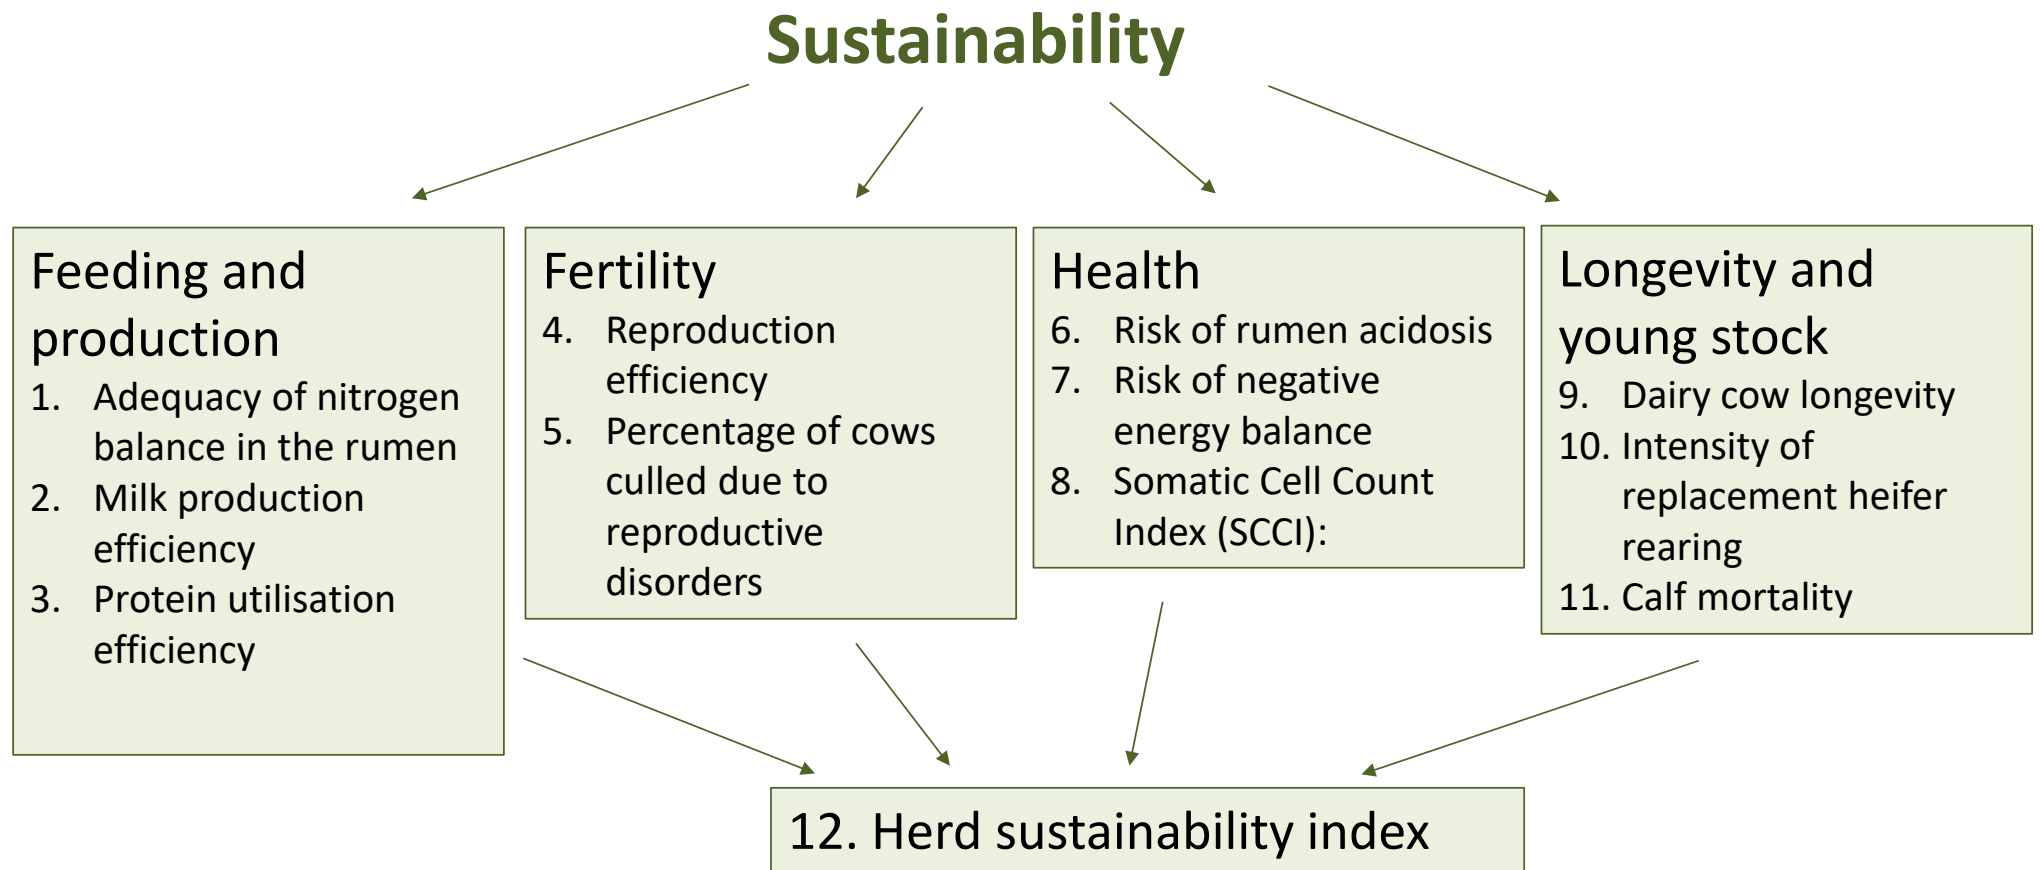 Sustainability
Feeding and
production
1. Adequacy of nitrogen
balance in the rumen
2. Milk production
efficiency
3. Protein utilisation
efficiency
Fertility
4. Reproduction
efficiency
5. Percentage of cows
culled due to
reproductive
disorders
Health
6. Risk of rumen acidosis
7. Risk of negative
energy balance
8. Somatic Cell Count
Index (SCCI):
Longevity and
young stock
9. Dairy cow longevity
10. Intensity of
replacement heifer
rearing
11. Calf mortality
12. Herd sustainability index